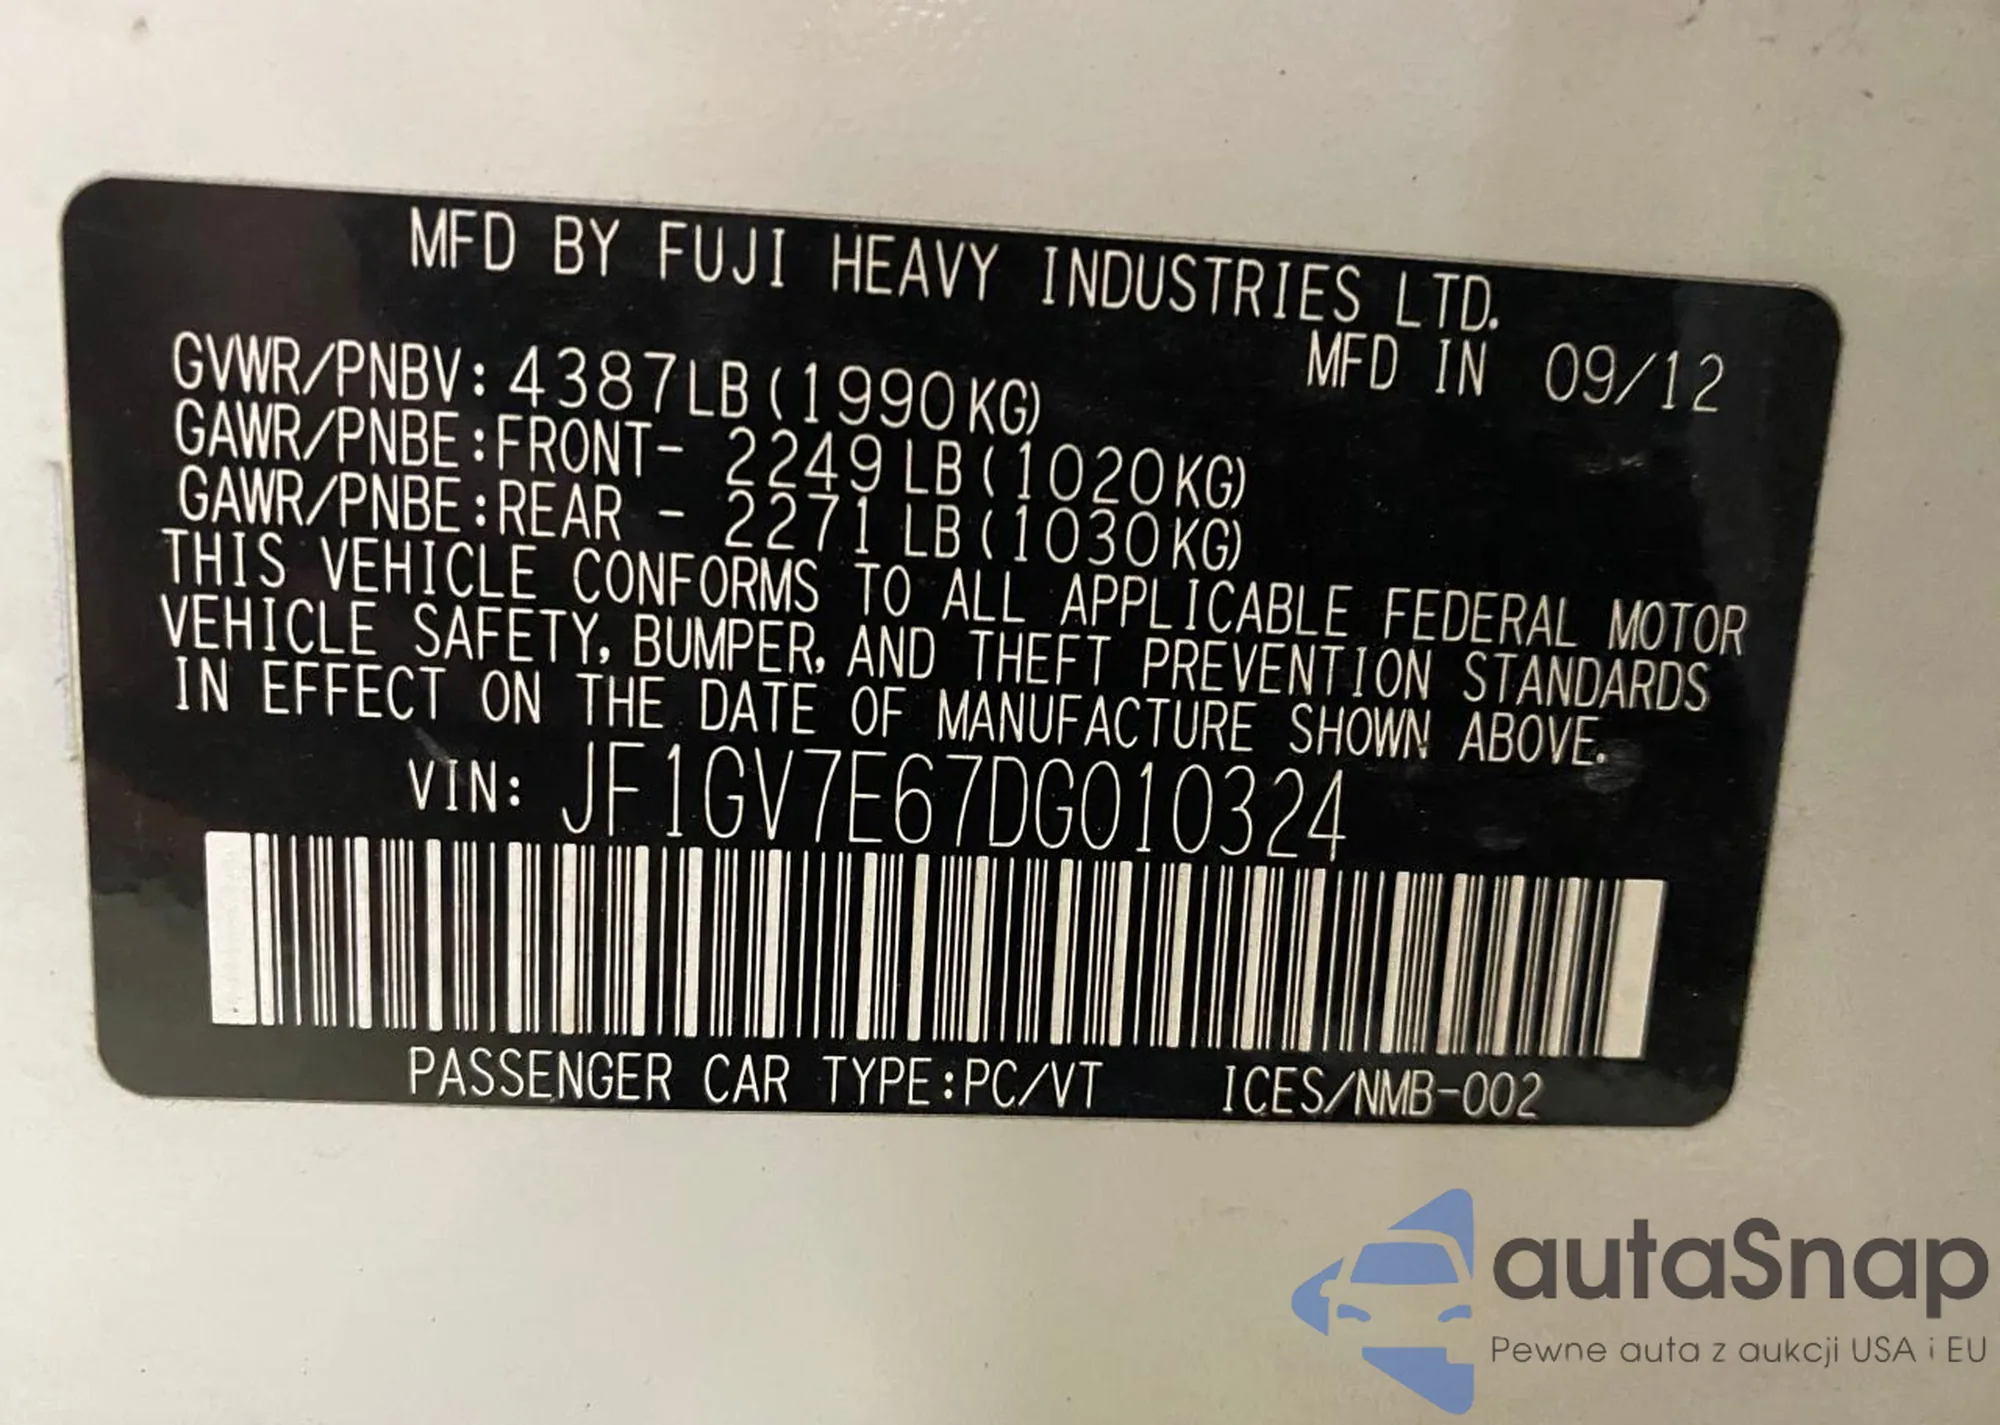 MFD BY FUJI HEAVY INDUSTRIES LTD.
MFD IN 09/12
GVWR/PNBV: 4387LB(1990KG)
GAWR/PNBE:FRONT- 2249LB(1020KG)
GAWR/PNBE:REAR - 2271LB(1030KG)
THIS VEHICLE CONFORMS TO ALL APPLICABLE FEDERAL MOTOR
VEHICLE SAFETY, BUMPER, AND THEFT PREVENTION STANDARDS
IN EFFECT ON THE DATE OF MANUFACTURE SHOWN ABOVE.
VIN: JF1GV7E67DG010324
PASSENGER CAR TYPE:PC/VT ICES/NMB-002
autaSnap
Pewne auta z aukcji USA i EU